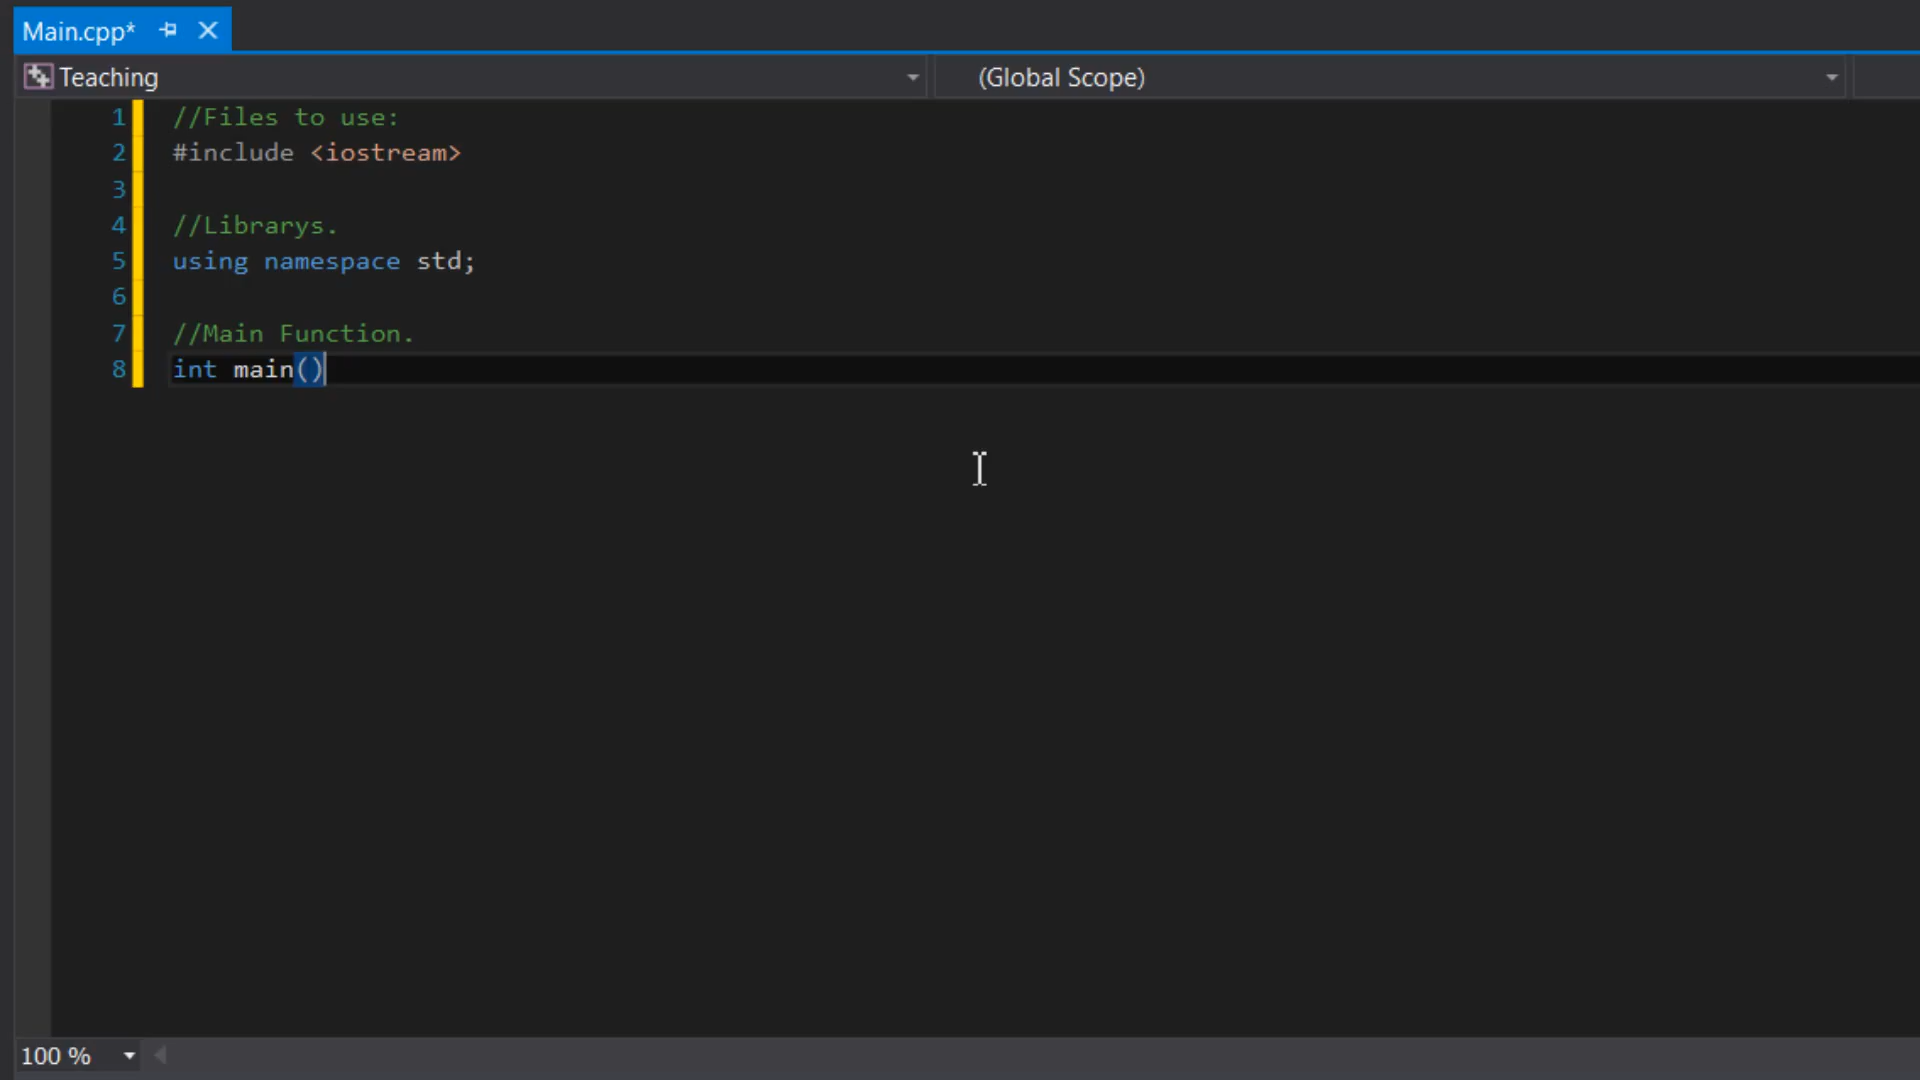 Main.cpp*
Teaching
(Global Scope)
1 //Files to use:
2 #include <iostream>
3
4 //Librarys.
5 using namespace std;
6
7 //Main Function.
8 int main()
100 %